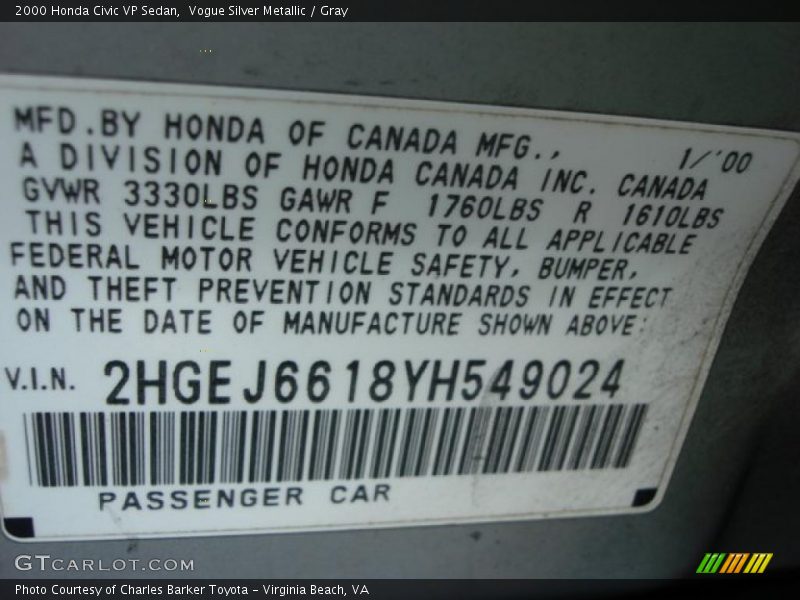 2000 Honda Civic VP Sedan,  Vogue Silver Metallic / Gray
MFD.BY HONDA OF CANADA MFG., 1/'00
A DIVISION OF HONDA CANADA INC. CANADA
GVWR 3330LBS GAWR F 1760LBS R 1610LBS
THIS VEHICLE CONFORMS TO ALL APPLICABLE
FEDERAL MOTOR VEHICLE SAFETY, BUMPER,
AND THEFT PREVENTION STANDARDS IN EFFECT
ON THE DATE OF MANUFACTURE SHOWN ABOVE:
V.I.N. 2HGEJ6618YH549024
PASSENGER CAR
GTCARLOT.COM
Photo Courtesy of Charles Barker Toyota – Virginia Beach, VA